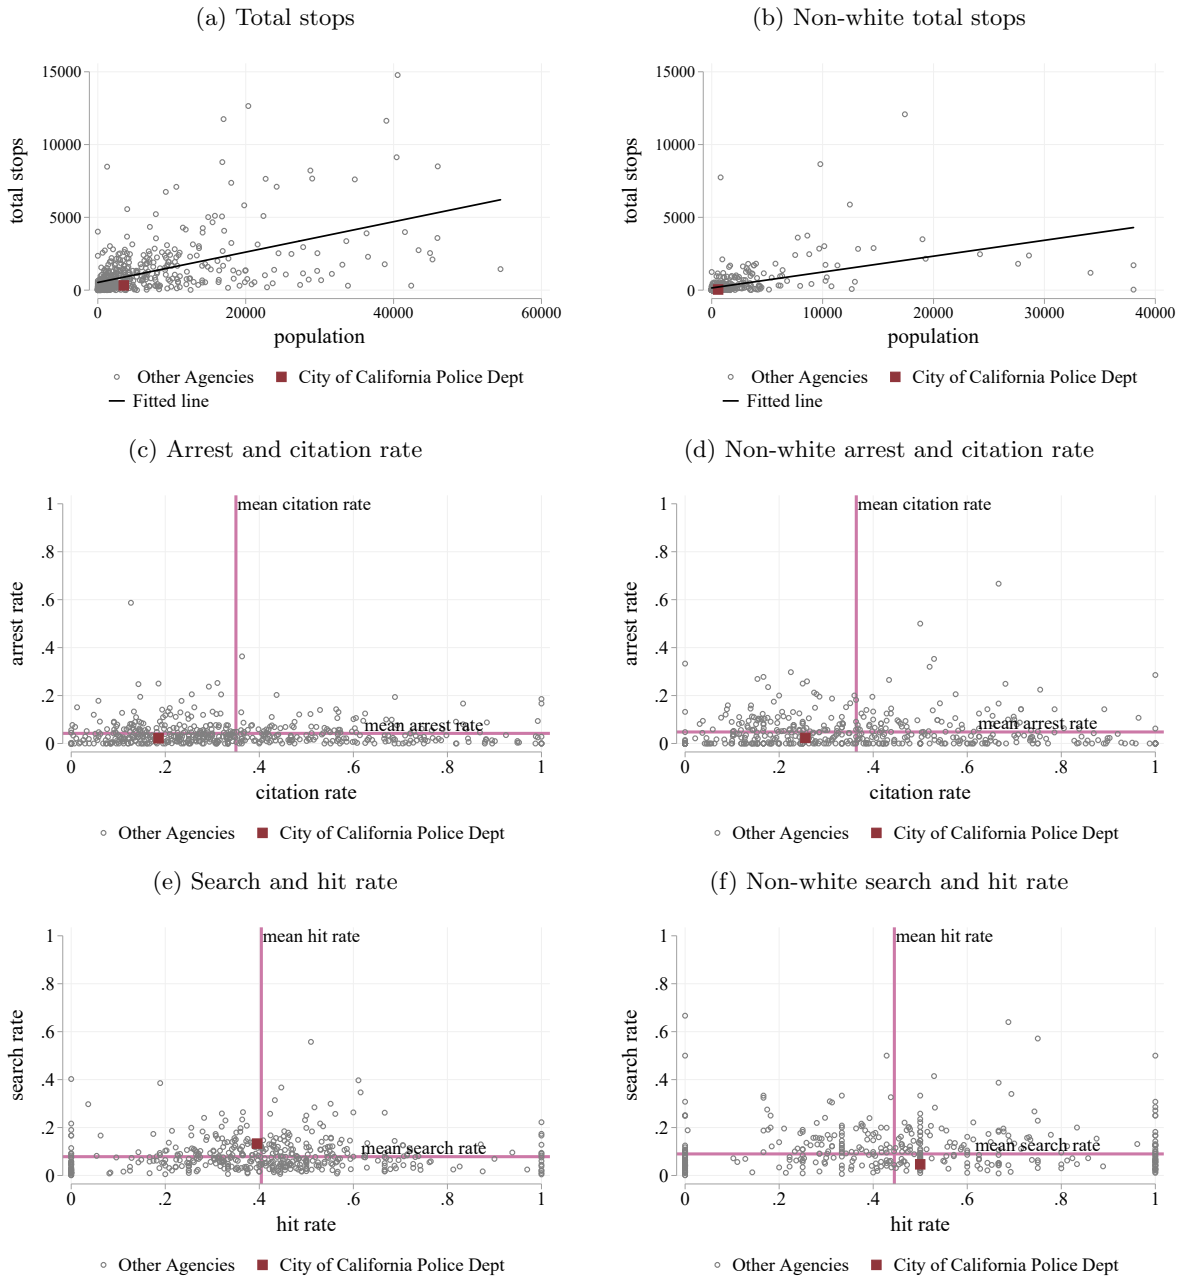 (a) Total stops
(b) Non-white total stops
total stops
15000
10000
5000
0
0 20000 40000 60000
population
Other Agencies City of California Police Dept
Fitted line
total stops
15000
10000
5000
0
0 10000 20000 30000 40000
population
Other Agencies City of California Police Dept
Fitted line
(c) Arrest and citation rate
(d) Non-white arrest and citation rate
arrest rate
1
.8
.6
.4
.2
0
mean citation rate
mean arrest rate
0 .2 .4 .6 .8 1
citation rate
Other Agencies City of California Police Dept
arrest rate
1
.8
.6
.4
.2
0
mean citation rate
mean arrest rate
0 .2 .4 .6 .8 1
citation rate
Other Agencies City of California Police Dept
(e) Search and hit rate
(f) Non-white search and hit rate
search rate
1
.8
.6
.4
.2
0
mean hit rate
mean search rate
0 .2 .4 .6 .8 1
hit rate
Other Agencies City of California Police Dept
search rate
1
.8
.6
.4
.2
0
mean hit rate
mean search rate
0 .2 .4 .6 .8 1
hit rate
Other Agencies City of California Police Dept